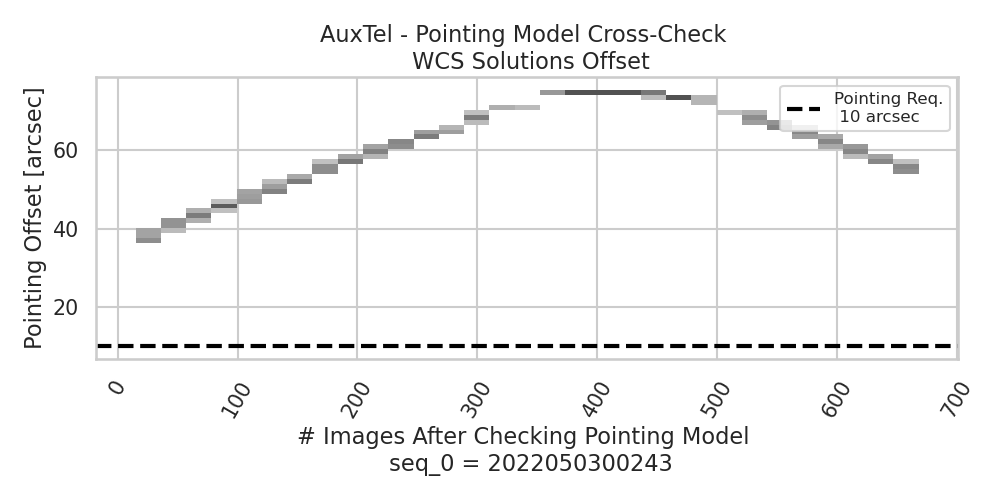 AuxTel - Pointing Model Cross-Check
WCS Solutions Offset
Pointing Offset [arcsec]
60
40
20
Pointing Req.
10 arcsec
0
100
200
300
400
500
600
700
# Images After Checking Pointing Model
seq_0 = 2022050300243